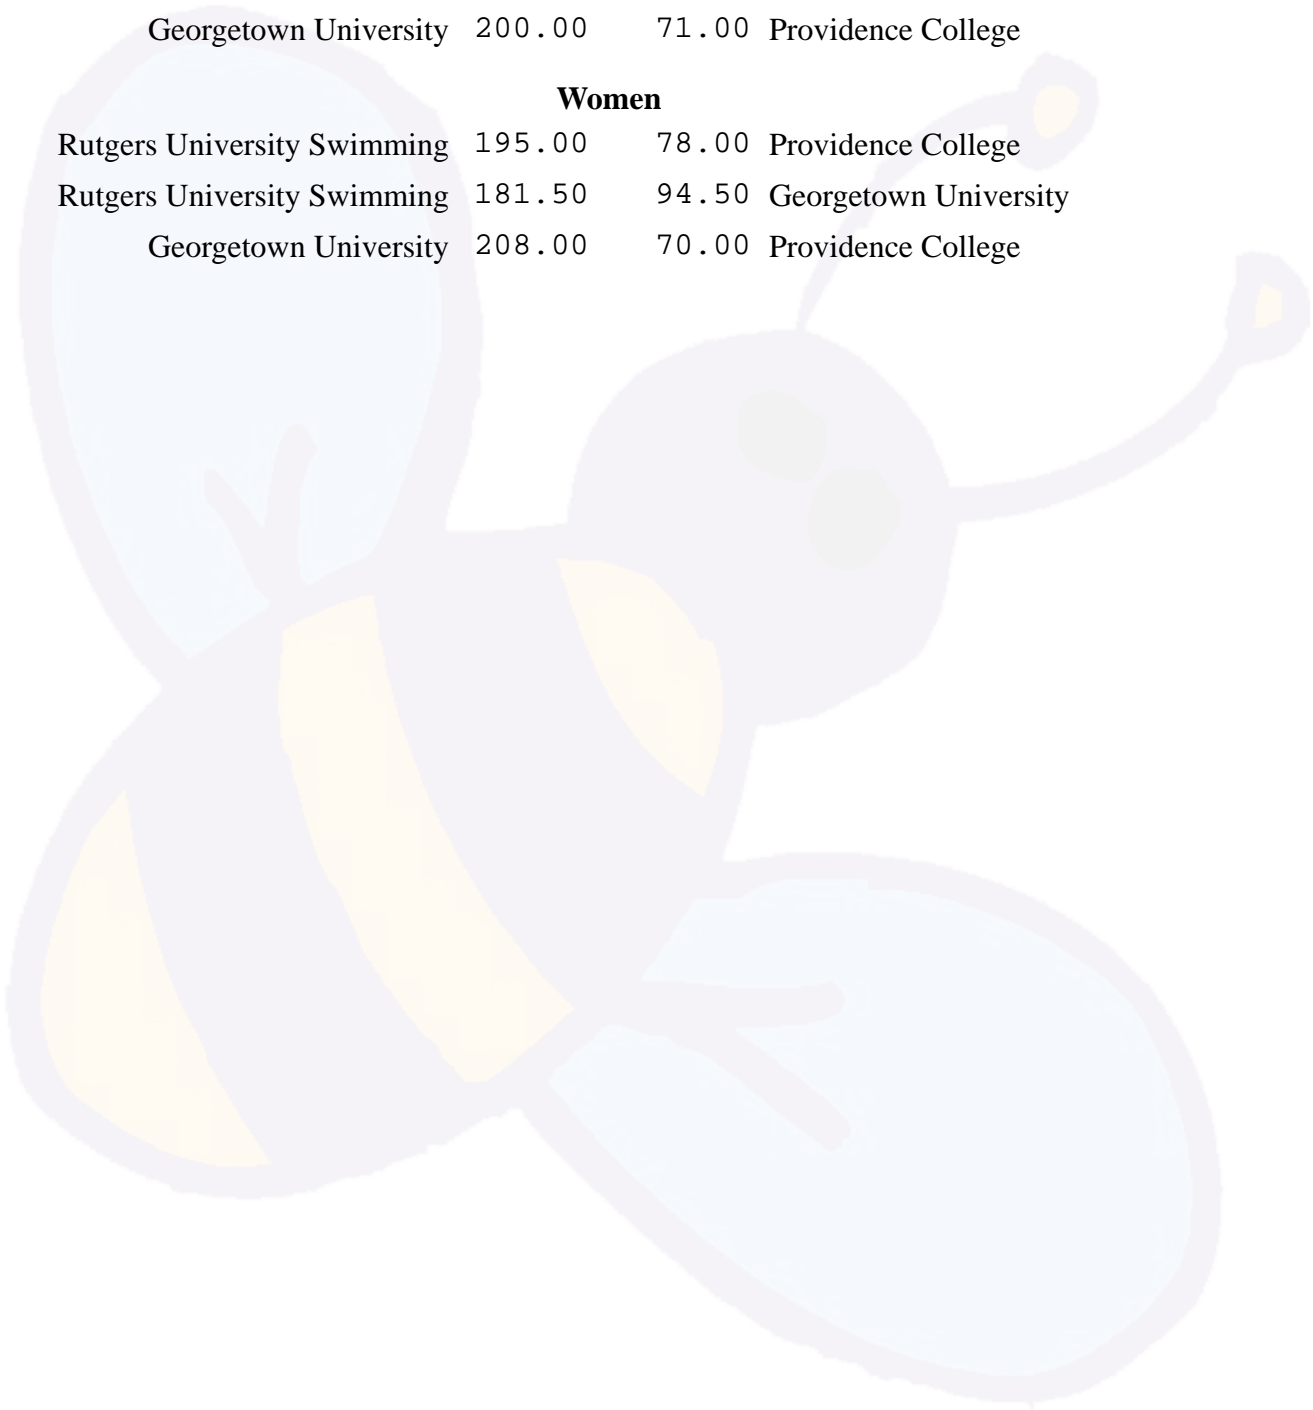 Georgetown University 200.00 71.00 Providence College
Women
Rutgers University Swimming 195.00 78.00 Providence College
Rutgers University Swimming 181.50 94.50 Georgetown University
Georgetown University 208.00 70.00 Providence College